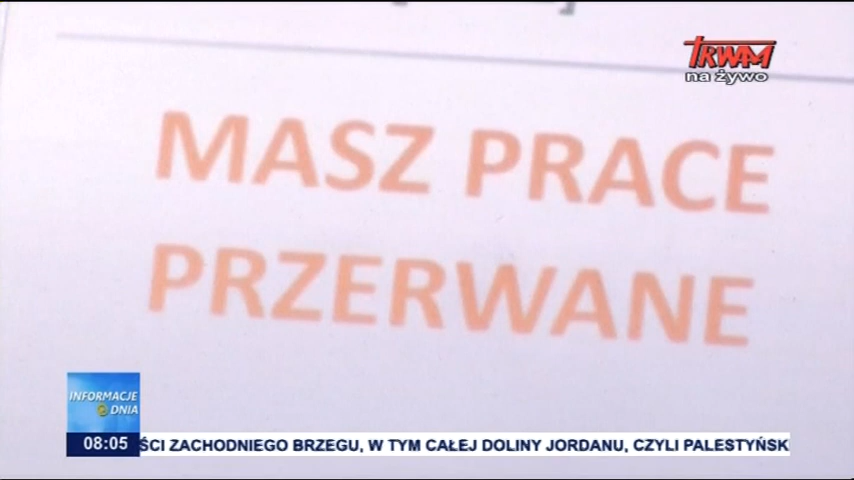 TRWAM
na żywo
MASZ PRACE
PRZERWANE
INFORMACJE
DNIA
08:05 ŚCI ZACHODNIEGO BRZEGU, W TYM CAŁEJ DOLINY JORDANU, CZYLI PALESTYŃSK